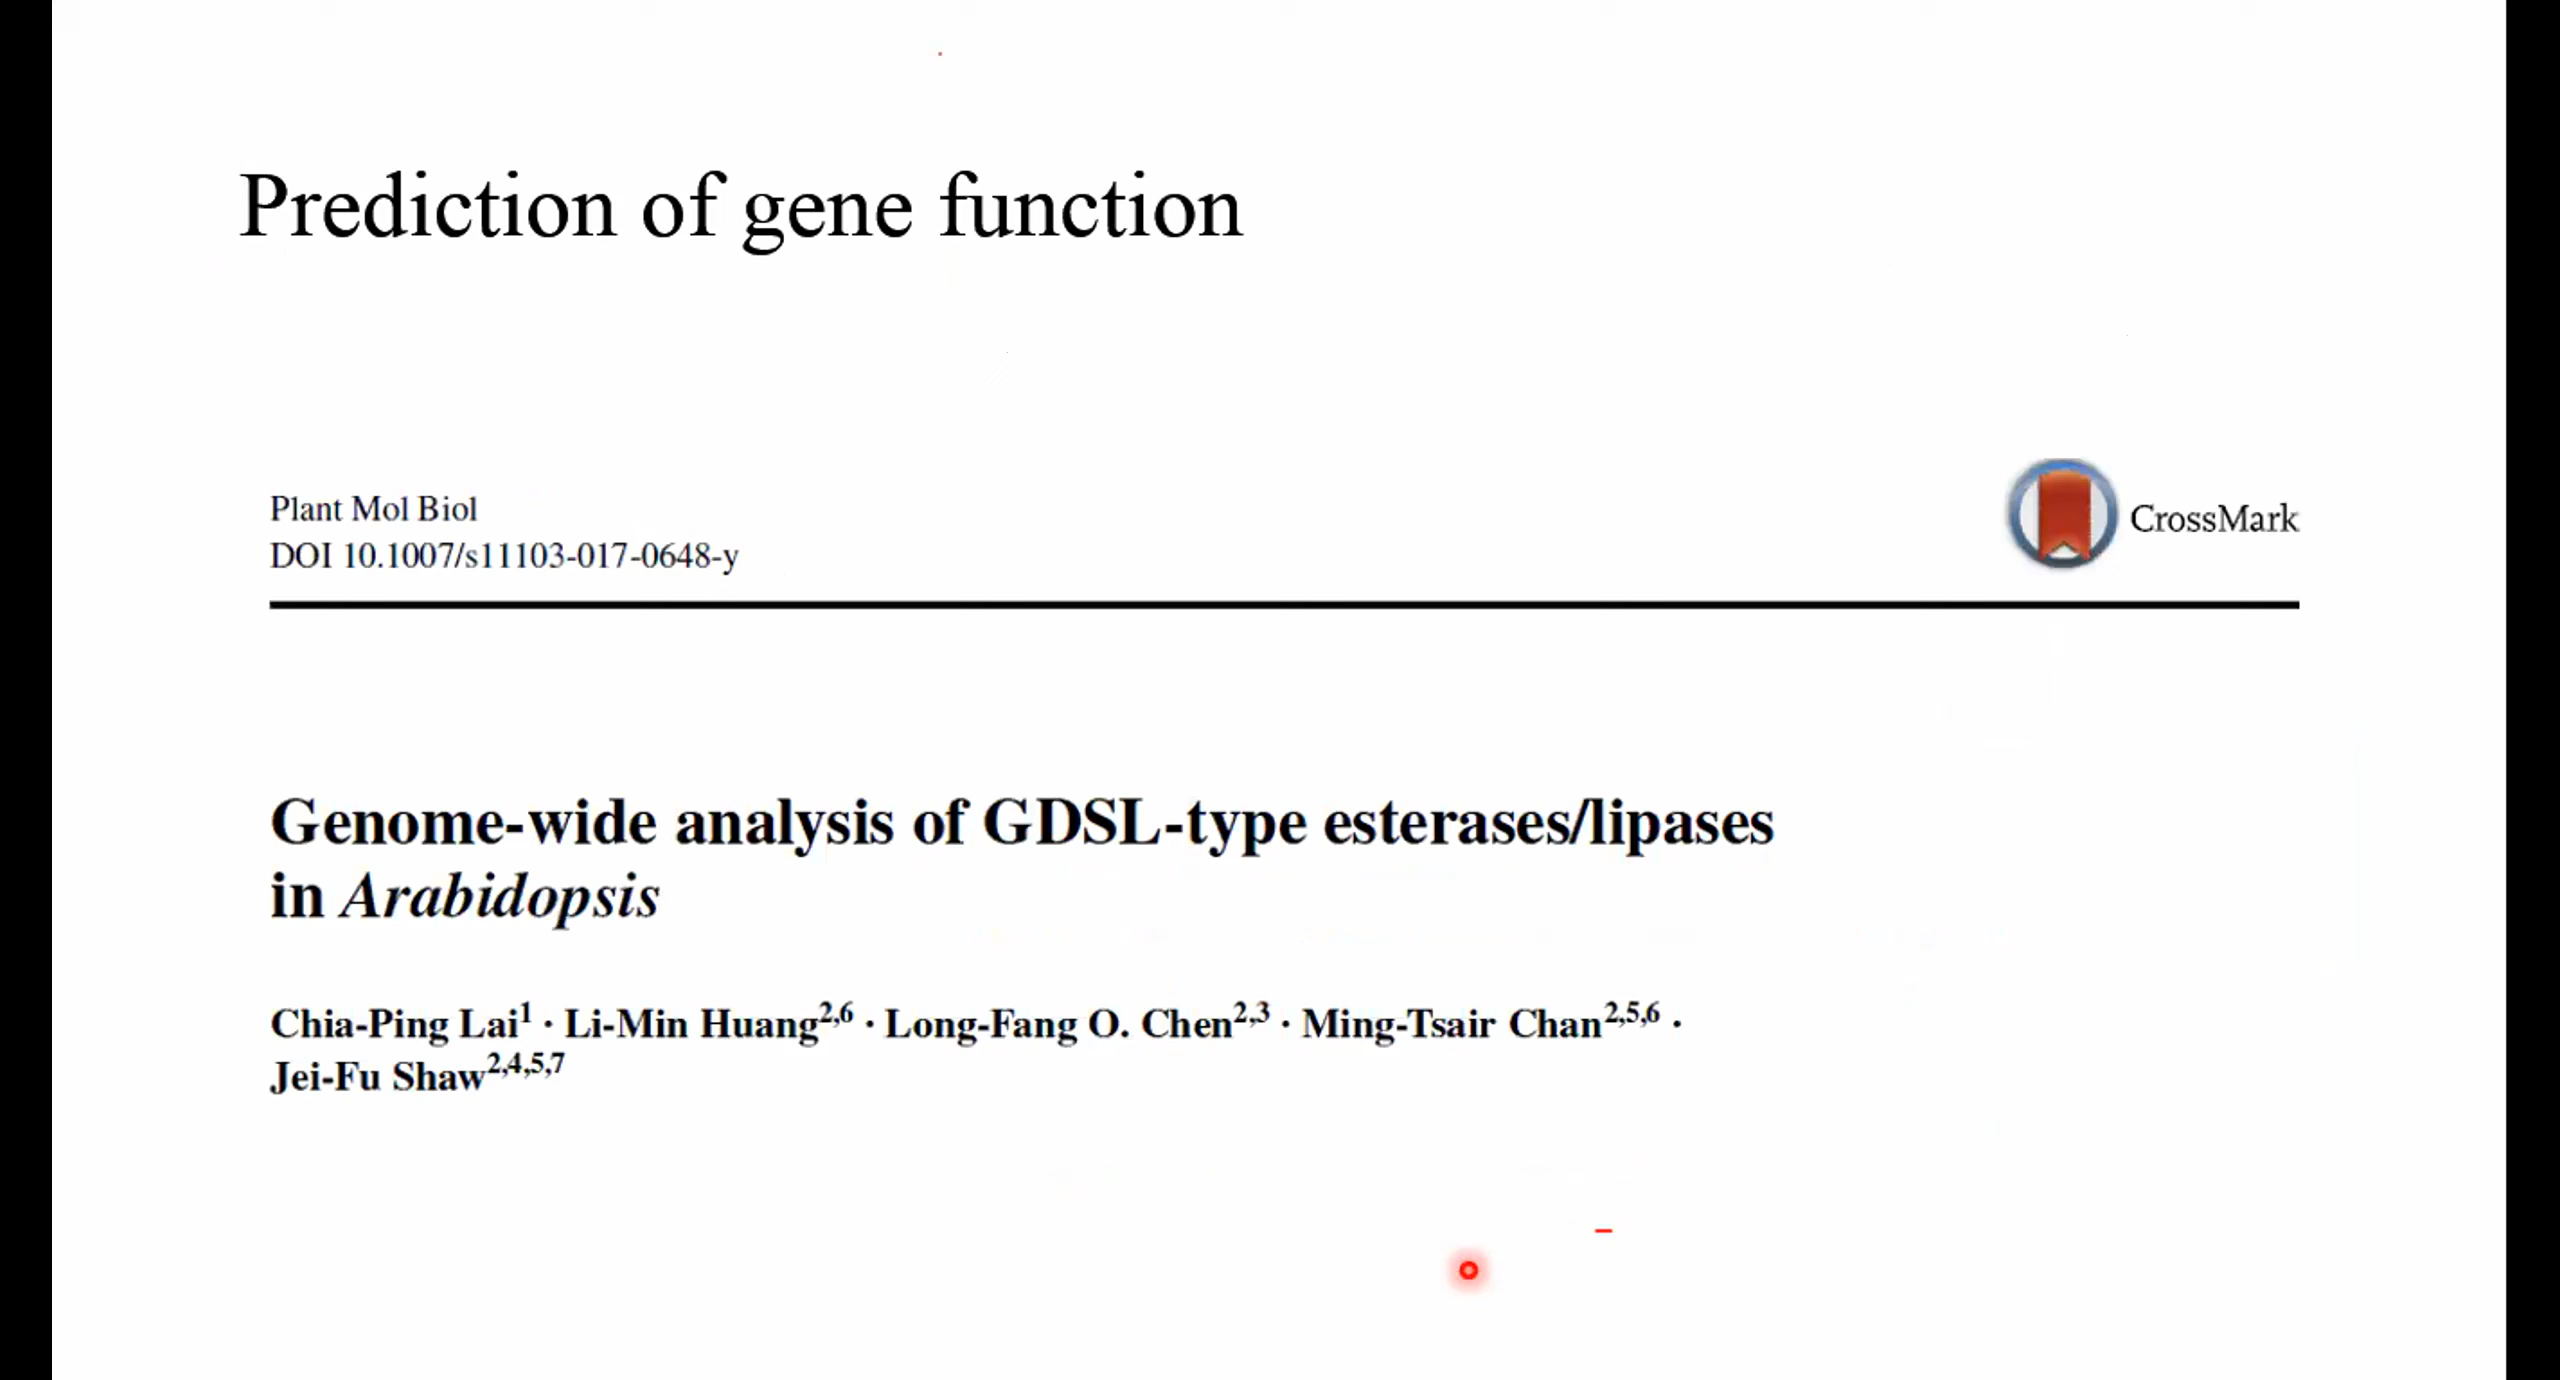 Prediction of gene function
Plant Mol Biol
DOI 10.1007/s11103-017-0648-y
CrossMark
Genome-wide analysis of GDSL-type esterases/lipases
in Arabidopsis
Chia-Ping Lai1 · Li-Min Huang2,6 · Long-Fang O. Chen2,3 · Ming-Tsair Chan2,5,6 ·
Jei-Fu Shaw2,4,5,7